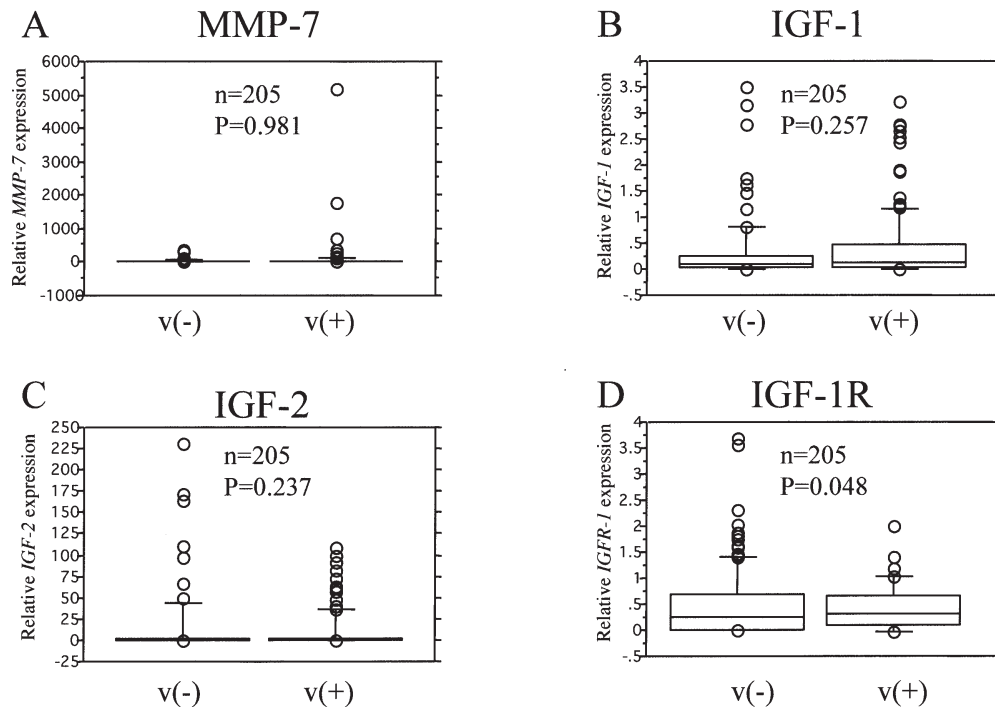 A
MMP-7
Relative MMP-7 expression
6000
5000
4000
3000
2000
1000
0
-1000
n=205
P=0.981
v(-)
v(+)
B
IGF-1
Relative IGF-1 expression
4
3.5
3
2.5
2
1.5
1
.5
0
-.5
n=205
P=0.257
v(-)
v(+)
C
IGF-2
Relative IGF-2 expression
250
225
200
175
150
125
100
75
50
25
0
-25
n=205
P=0.237
v(-)
v(+)
D
IGF-1R
Relative IGFR-1 expression
4
3.5
3
2.5
2
1.5
1
.5
0
-.5
n=205
P=0.048
v(-)
v(+)